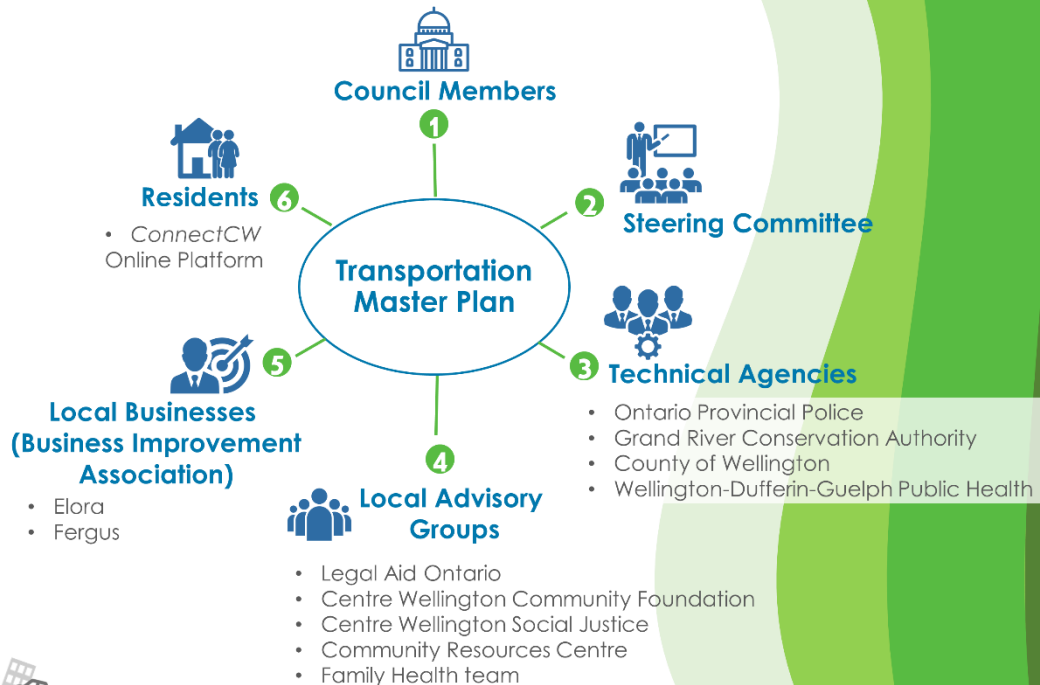 Council Members
1
2
Steering Committee
3
Technical Agencies
• Ontario Provincial Police
• Grand River Conservation Authority
• County of Wellington
• Wellington-Dufferin-Guelph Public Health
4
Local Advisory
Groups
• Legal Aid Ontario
• Centre Wellington Community Foundation
• Centre Wellington Social Justice
• Community Resources Centre
• Family Health team
5
Local Businesses
(Business Improvement
Association)
• Elora
• Fergus
Residents
6
• ConnectCW
Online Platform
Transportation
Master Plan